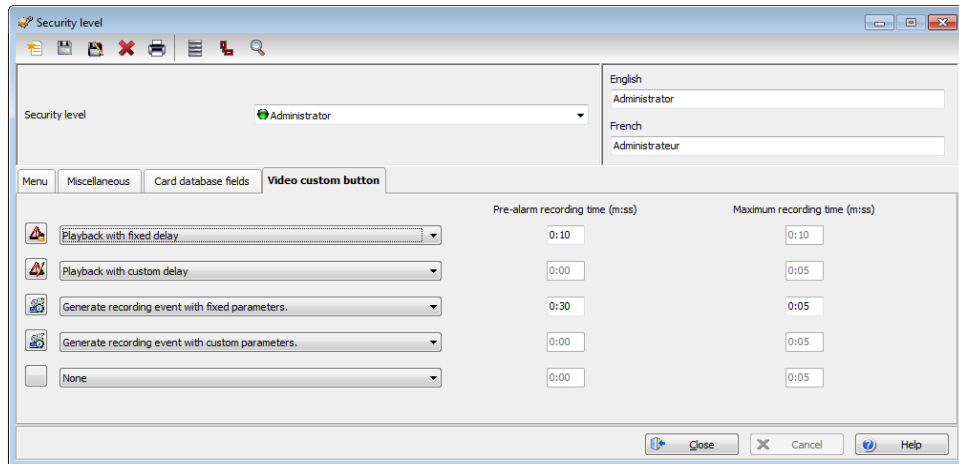 Security level
English
Administrator
Security level Administrator
French
Administrateur
Menu Miscellaneous Card database fields Video custom button
Pre-alarm recording time (m:ss) Maximum recording time (m:ss)
Playback with fixed delay 0:10 0:10
Playback with custom delay 0:00 0:05
Generate recording event with fixed parameters. 0:30 0:05
Generate recording event with custom parameters. 0:00 0:05
None 0:00 0:05
Close Cancel Help